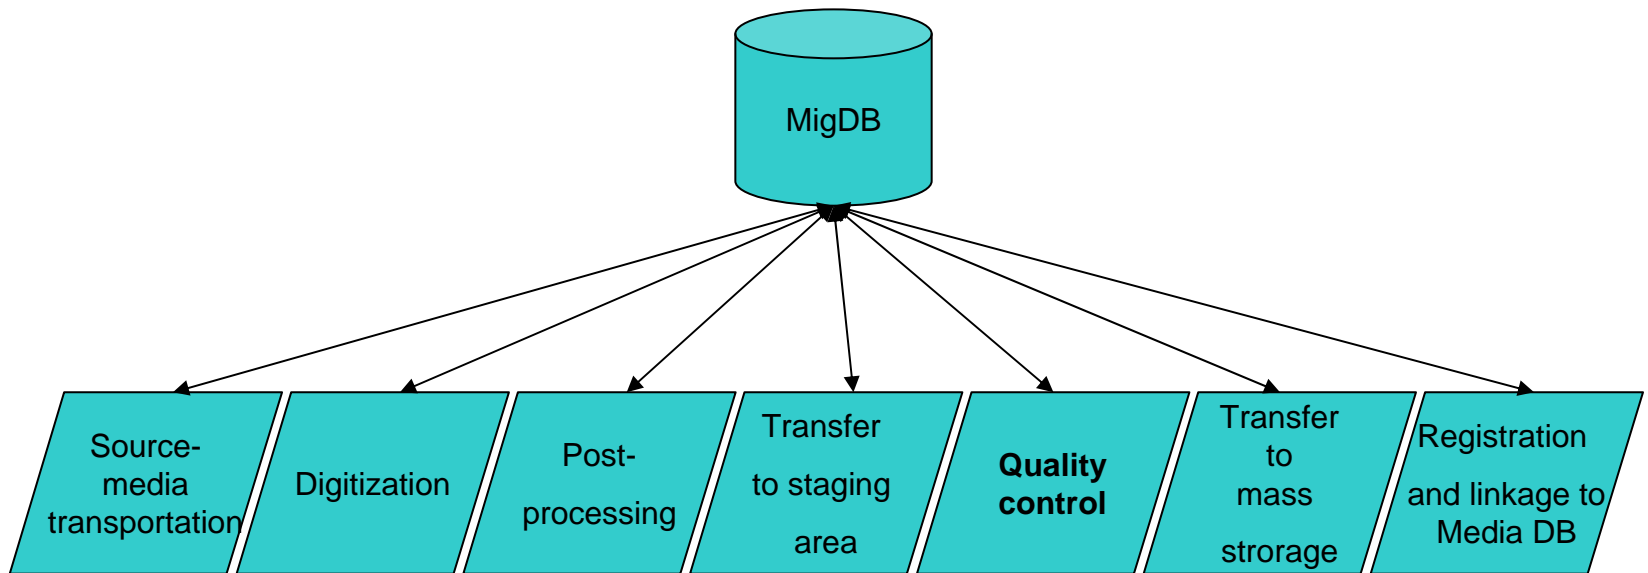 MigDB
Source-
media
transportation
Digitization
Post-
processing
Transfer
to staging
area
Quality
control
Transfer
to
mass
strorage
Registration
and linkage to
Media DB